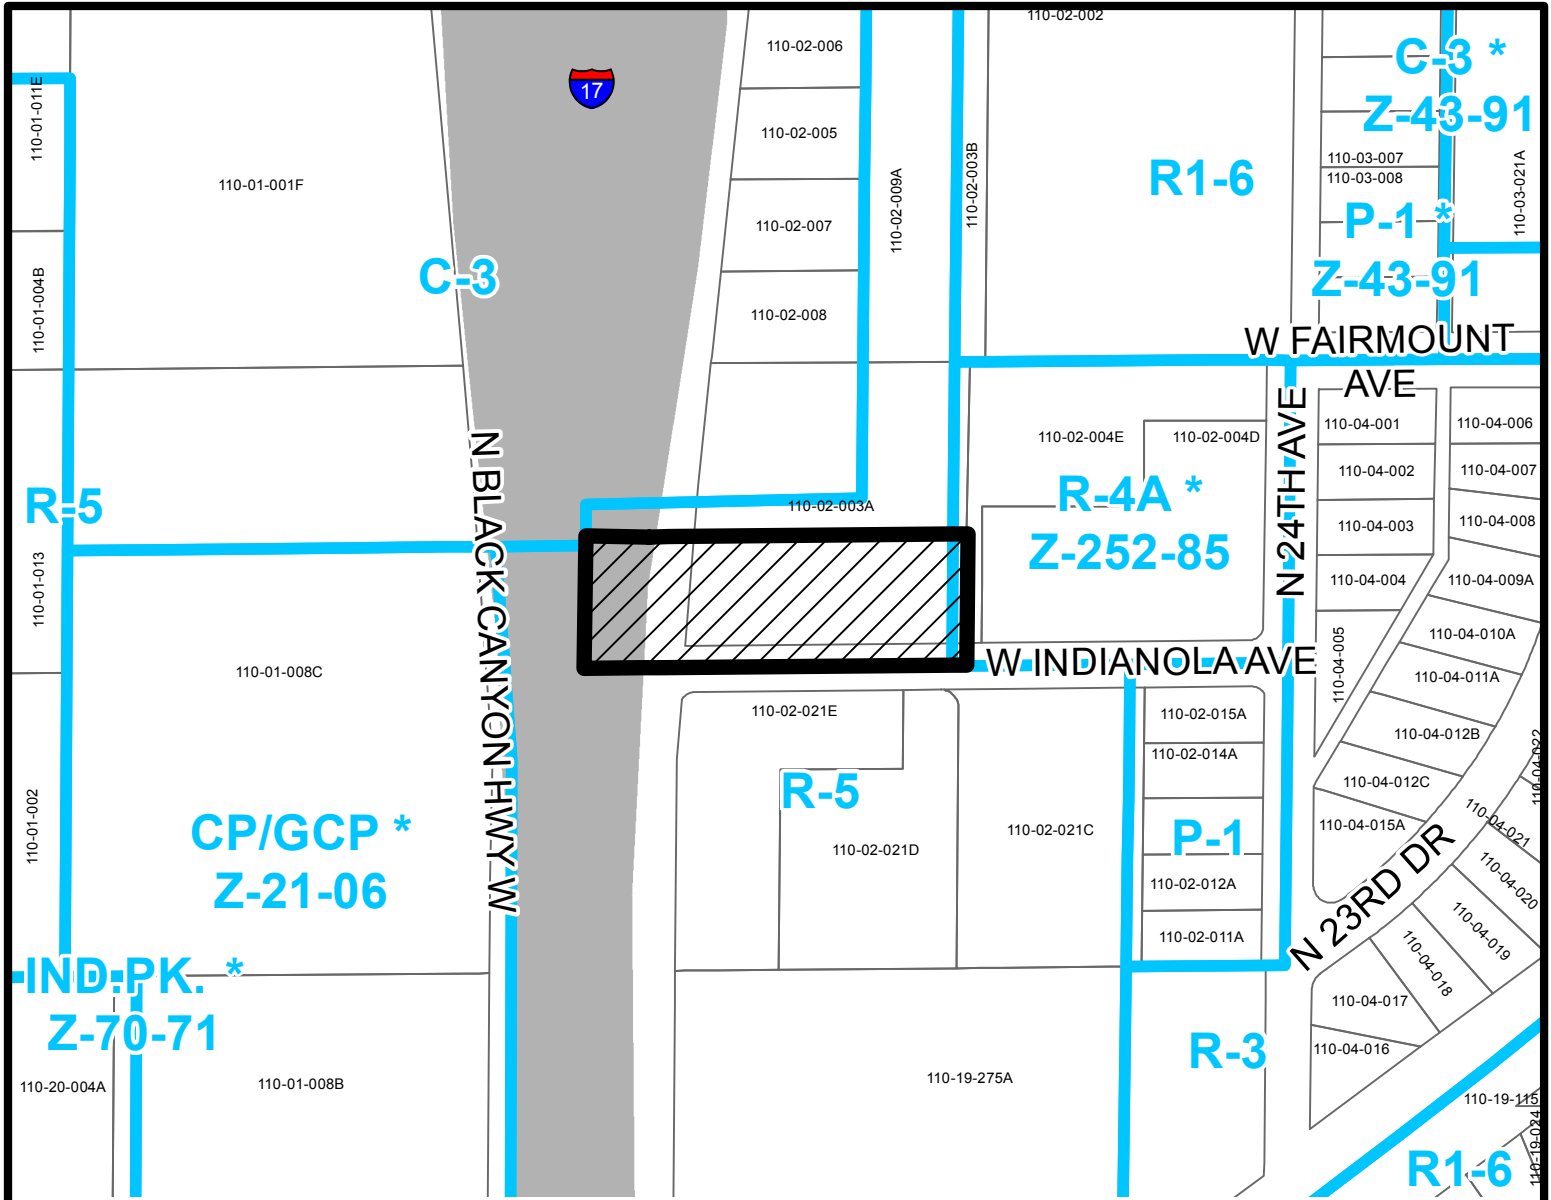 110-02-002
110-02-006
C-3 *
Z-43-91
17
110-01-011E
110-02-005
110-03-007
110-03-008
110-03-021A
110-01-001F
R1-6
110-02-003B
110-02-009A
110-02-007
P-1 *
Z-43-91
C-3
110-01-004B
110-02-008
W FAIRMOUNT
AVE
110-04-001
110-04-006
110-02-004E
110-02-004D
N 24TH AVE
110-04-002
110-04-007
R-5
N BLACK CANYON HWY W
110-02-003A
R-4A *
Z-252-85
110-04-003
110-04-008
110-01-013
110-04-004
110-04-009A
110-04-010A
110-04-005
W INDIANOLA AVE
110-01-008C
110-04-011A
110-02-021E
110-02-015A
110-04-012B
110-02-014A
110-04-022
R-5
110-04-012C
110-01-002
CP/GCP *
Z-21-06
110-02-021C
P-1
110-04-015A
110-04-021
110-02-021D
N 23RD DR
110-02-012A
110-04-020
110-02-011A
110-04-019
110-04-018
IND.PK. *
Z-70-71
110-04-017
R-3
110-04-016
110-20-004A
110-01-008B
110-19-275A
110-19-115
110-19-024
R1-6